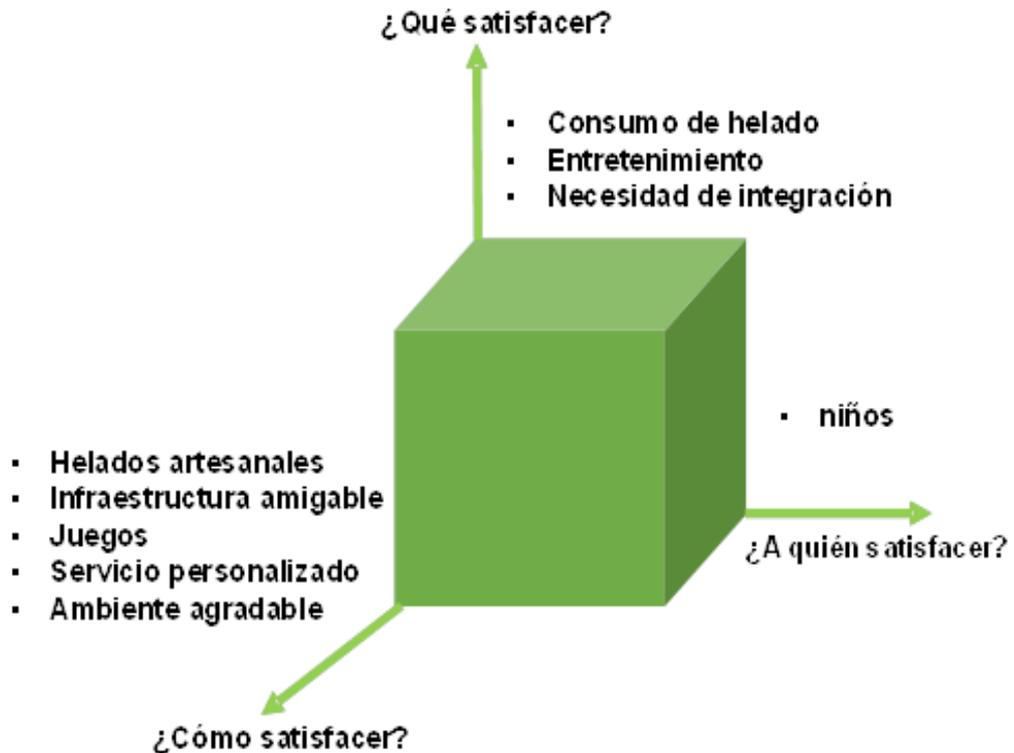 ¿Qué satisfacer?
▪ Consumo de helado
▪ Entretenimiento
▪ Necesidad de integración
▪ niños
▪ Helados artesanales
▪ Infraestructura amigable
▪ Juegos
▪ Servicio personalizado
▪ Ambiente agradable
¿A quién satisfacer?
¿Cómo satisfacer?